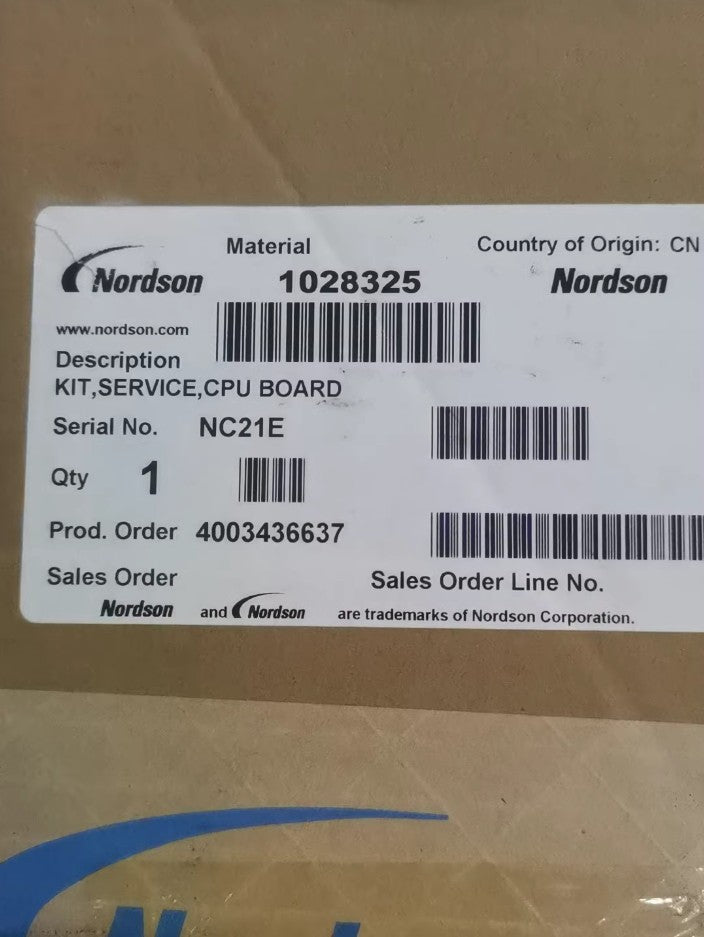 Material
Country of Origin: CN
Nordson
1028325
Nordson
www.nordson.com
Description
KIT,SERVICE,CPU BOARD
Serial No. NC21E
Qty 1
Prod. Order 4003436637
Sales Order
Sales Order Line No.
Nordson and Nordson are trademarks of Nordson Corporation.